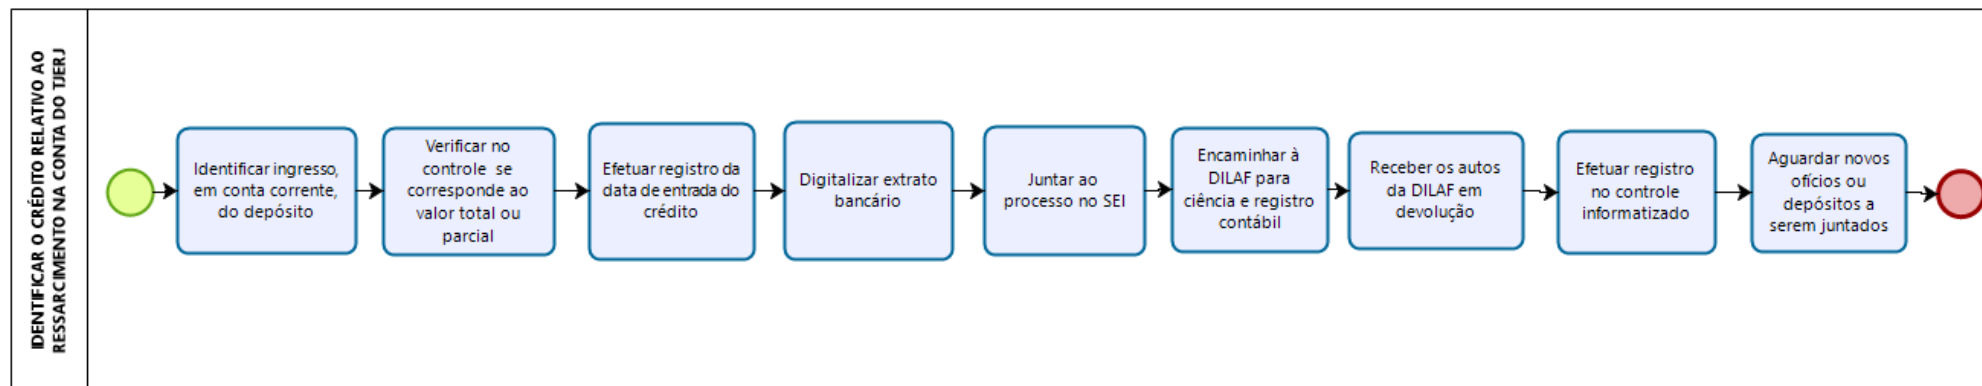 IDENTIFICAR O CRÉDITO RELATIVO AO
RESSARCIMENTO NA CONTA DO TJERJ
Identificar ingresso,
em conta corrente,
do depósito
Verificar no
controle se
corresponde ao
valor total ou
parcial
Efetuar registro da
data de entrada do
crédito
Digitalizar extrato
bancário
Juntar ao
processo no SEI
Encaminhar à
DILAF para
ciência e registro
contábil
Receber os autos
da DILAF em
devolução
Efetuar registro
no controle
informatizado
Aguardar novos
ofícios ou
depósitos a
serem juntados